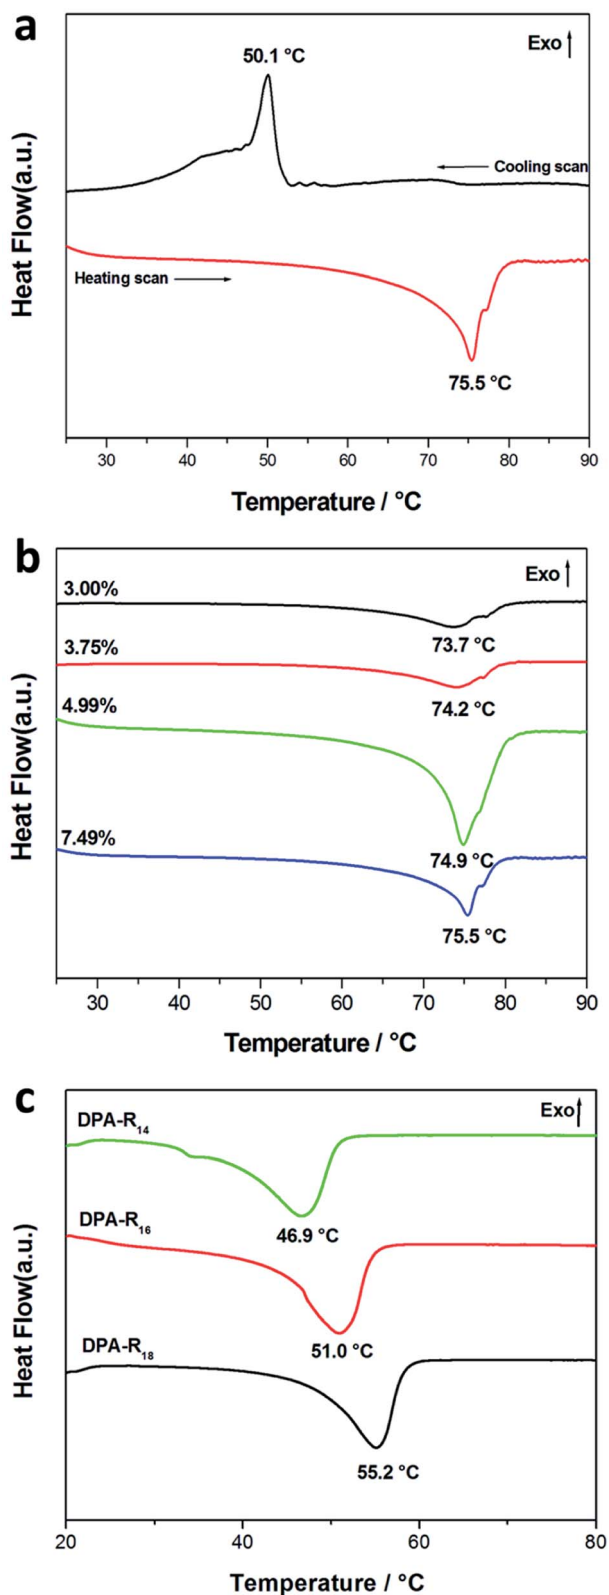 a
Exo ↑
50.1 °C
← Cooling scan
Heating scan →
75.5 °C
Heat Flow(a.u.)
30 40 50 60 70 80 90
Temperature / °C
b
Exo ↑
3.00%
73.7 °C
3.75%
74.2 °C
4.99%
74.9 °C
7.49%
75.5 °C
Heat Flow(a.u.)
30 40 50 60 70 80 90
Temperature / °C
c
Exo ↑
DPA-R₁₄
46.9 °C
DPA-R₁₆
51.0 °C
DPA-R₁₈
55.2 °C
Heat Flow(a.u.)
20 40 60 80
Temperature / °C